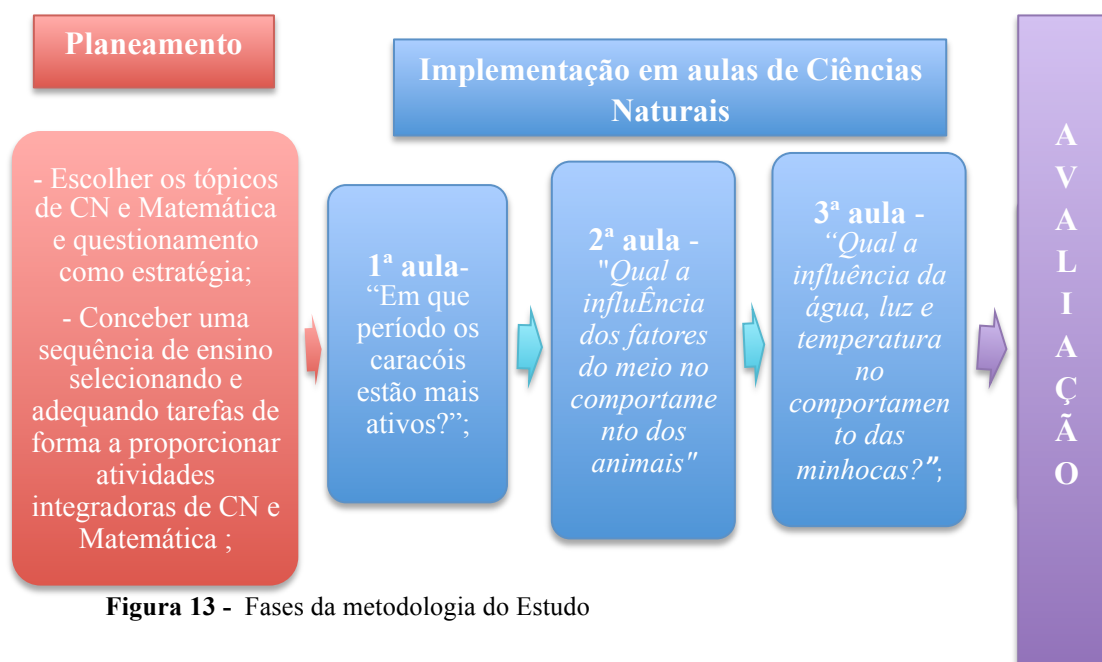 Planeamento
- Escolher os tópicos
de CN e Matemática
e questionamento
como estratégia;
- Conceber uma
sequência de ensino
selecionando e
adequando tarefas de
forma a proporcionar
atividades
integradoras de CN e
Matemática ;
Implementação em aulas de Ciências
Naturais
1ª aula-
“Em que
período os
caracóis
estão mais
ativos?”;
2ª aula -
"Qual a
influÊncia
dos fatores
do meio no
comportame
nto dos
animais"
3ª aula -
“Qual a
influência da
água, luz e
temperatura
no
comportamen
to das
minhocas?”;
A
V
A
L
I
A
Ç
Ã
O
Figura 13 - Fases da metodologia do Estudo